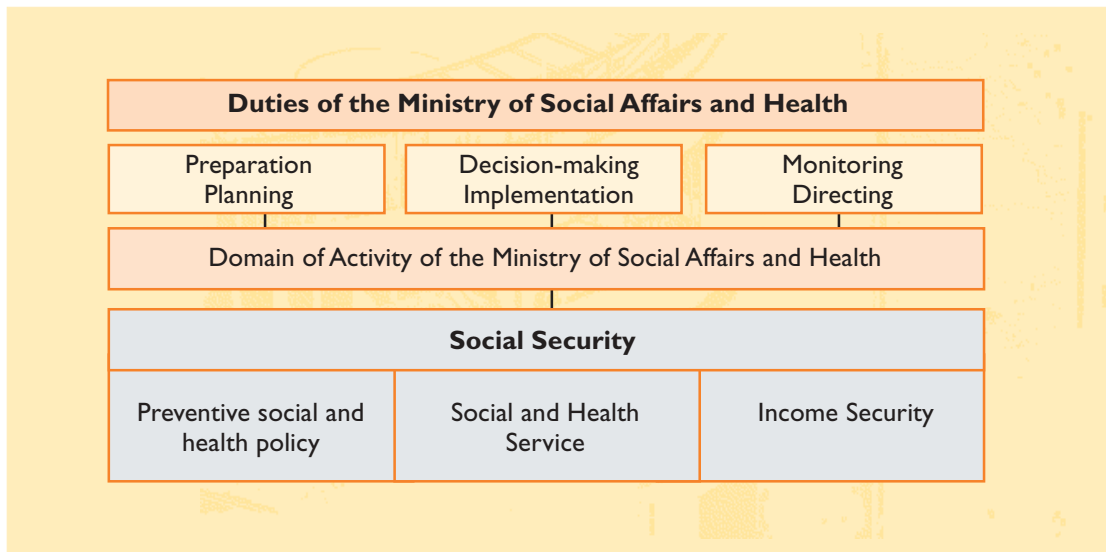 Duties of the Ministry of Social Affairs and Health
Preparation
Planning
Decision-making
Implementation
Monitoring
Directing
Domain of Activity of the Ministry of Social Affairs and Health
Social Security
Preventive social and
health policy
Social and Health
Service
Income Security